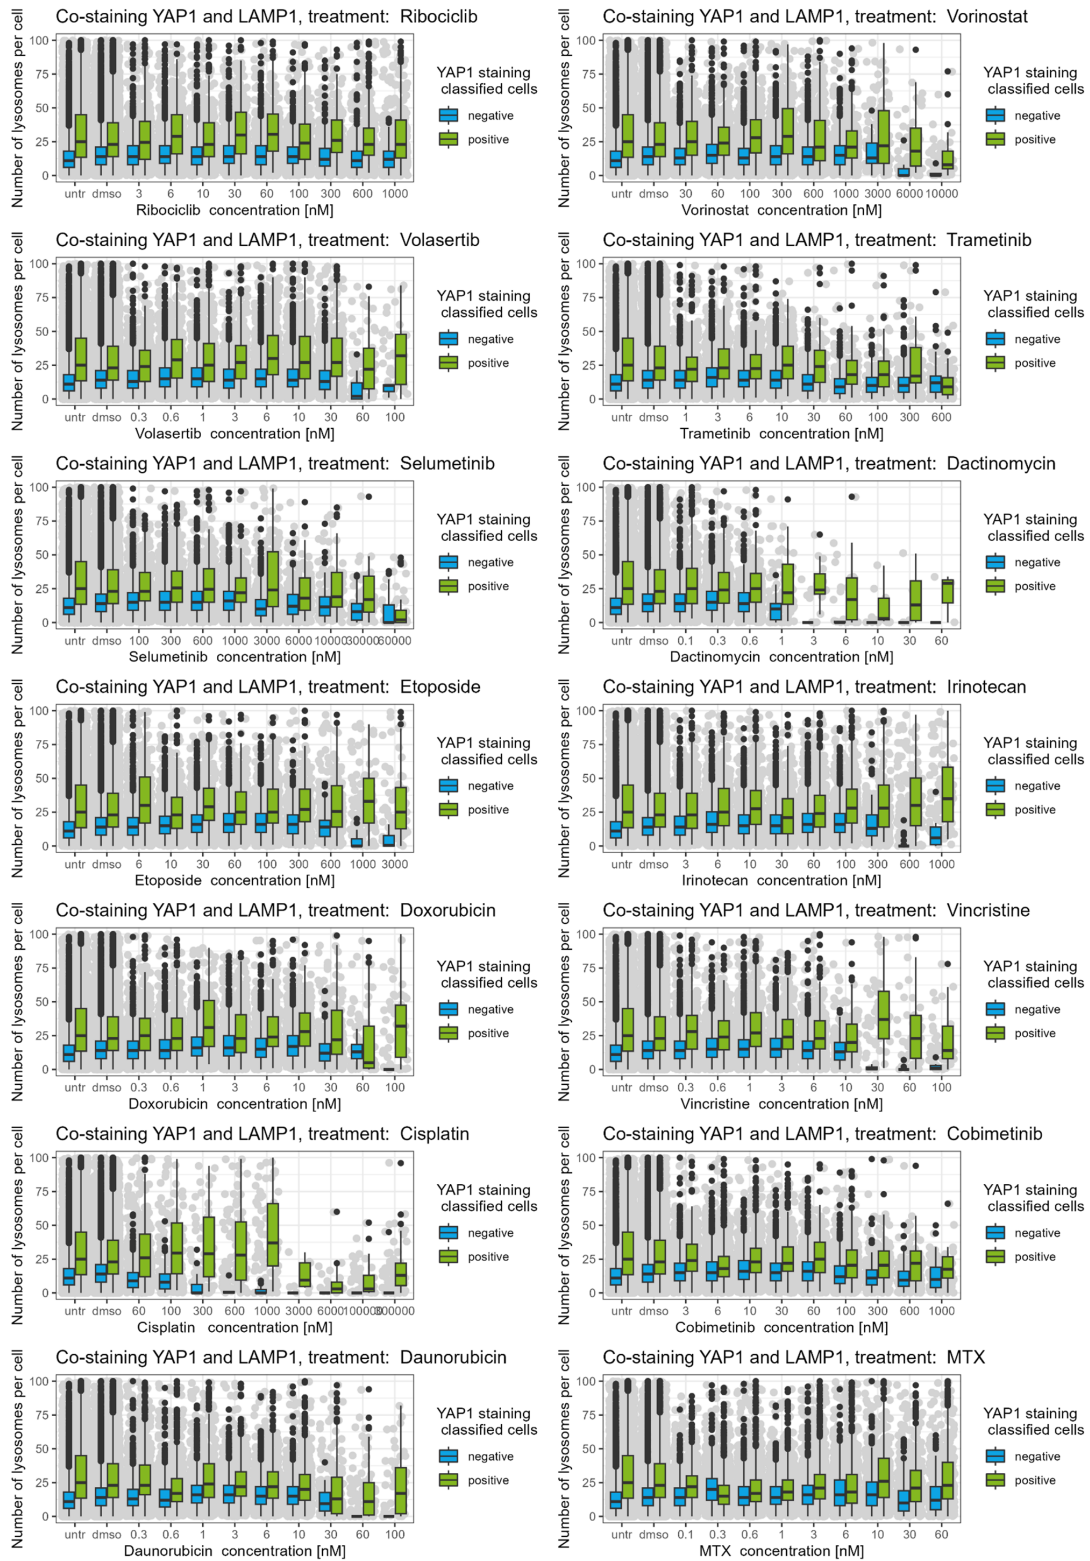 Co-staining YAP1 and LAMP1, treatment: Ribociclib
Number of lysosomes per cell
100
75
50
25
0
untr dmso 3 6 10 30 60 100 300 600 1000
Ribociclib concentration [nM]
YAP1 staining
classified cells
negative
positive
Co-staining YAP1 and LAMP1, treatment: Vorinostat
Number of lysosomes per cell
100
75
50
25
0
untr dmso 30 60 100 300 600 1000 3000 6000 10000
Vorinostat concentration [nM]
YAP1 staining
classified cells
negative
positive
Co-staining YAP1 and LAMP1, treatment: Volasertib
Number of lysosomes per cell
100
75
50
25
0
untr dmso 0.3 0.6 1 3 6 10 30 60 100
Volasertib concentration [nM]
YAP1 staining
classified cells
negative
positive
Co-staining YAP1 and LAMP1, treatment: Trametinib
Number of lysosomes per cell
100
75
50
25
0
untr dmso 1 3 6 10 30 60 100 300 600
Trametinib concentration [nM]
YAP1 staining
classified cells
negative
positive
Co-staining YAP1 and LAMP1, treatment: Selumetinib
Number of lysosomes per cell
100
75
50
25
0
untr dmso 100 300 600 1000 3000 6000 10000 30000 60000
Selumetinib concentration [nM]
YAP1 staining
classified cells
negative
positive
Co-staining YAP1 and LAMP1, treatment: Dactinomycin
Number of lysosomes per cell
100
75
50
25
0
untr dmso 0.1 0.3 0.6 1 3 6 10 30 60
Dactinomycin concentration [nM]
YAP1 staining
classified cells
negative
positive
Co-staining YAP1 and LAMP1, treatment: Etoposide
Number of lysosomes per cell
100
75
50
25
0
untr dmso 6 10 30 60 100 300 600 1000 3000
Etoposide concentration [nM]
YAP1 staining
classified cells
negative
positive
Co-staining YAP1 and LAMP1, treatment: Irinotecan
Number of lysosomes per cell
100
75
50
25
0
untr dmso 3 6 10 30 60 100 300 600 1000
Irinotecan concentration [nM]
YAP1 staining
classified cells
negative
positive
Co-staining YAP1 and LAMP1, treatment: Doxorubicin
Number of lysosomes per cell
100
75
50
25
0
untr dmso 0.3 0.6 1 3 6 10 30 60 100
Doxorubicin concentration [nM]
YAP1 staining
classified cells
negative
positive
Co-staining YAP1 and LAMP1, treatment: Vincristine
Number of lysosomes per cell
100
75
50
25
0
untr dmso 0.3 0.6 1 3 6 10 30 60 100
Vincristine concentration [nM]
YAP1 staining
classified cells
negative
positive
Co-staining YAP1 and LAMP1, treatment: Cisplatin
Number of lysosomes per cell
100
75
50
25
0
untr dmso 60 100 300 600 1000 3000 6000
Cisplatin concentration [nM]
YAP1 staining
classified cells
negative
positive
Co-staining YAP1 and LAMP1, treatment: Cobimetinib
Number of lysosomes per cell
100
75
50
25
0
untr dmso 3 6 10 30 60 100 300 600 1000
Cobimetinib concentration [nM]
YAP1 staining
classified cells
negative
positive
Co-staining YAP1 and LAMP1, treatment: Daunorubicin
Number of lysosomes per cell
100
75
50
25
0
untr dmso 0.3 0.6 1 3 6 10 30 60 100
Daunorubicin concentration [nM]
YAP1 staining
classified cells
negative
positive
Co-staining YAP1 and LAMP1, treatment: MTX
Number of lysosomes per cell
100
75
50
25
0
untr dmso 0.1 0.3 0.6 1 3 6 10 30 60
MTX concentration [nM]
YAP1 staining
classified cells
negative
positive